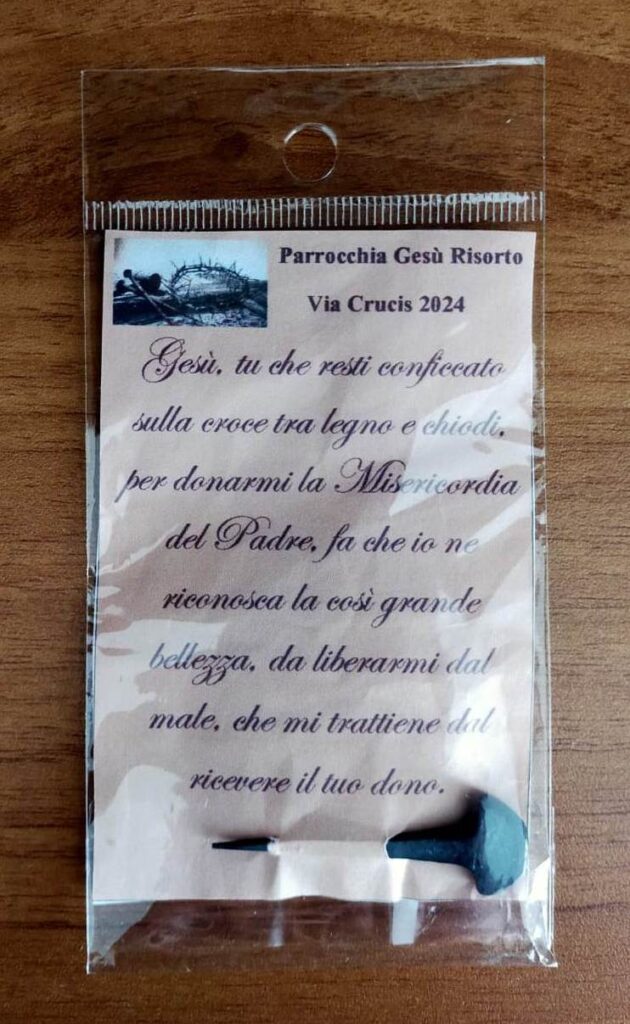 Parrocchia Gesù Risorto
Via Crucis 2024
Gesù, tu che resti conficcato
sulla croce tra legno e chiodi,
per donarmi la Misericordia
del Padre, fa che io ne
riconosca la così grande
bellezza, da liberarmi dal
male, che mi trattiene dal
ricevere il tuo dono.